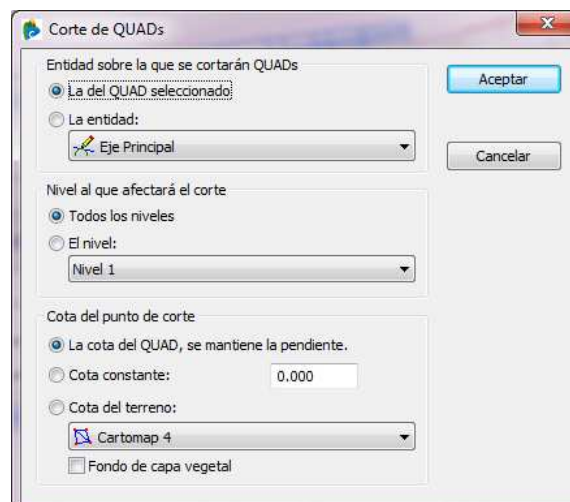 Corte de QUADs
Entidad sobre la que se cortarán QUADs
La del QUAD seleccionado
La entidad:
Eje Principal
Aceptar
Cancelar
Nivel al que afectará el corte
Todos los niveles
El nivel:
Nivel 1
Cota del punto de corte
La cota del QUAD, se mantiene la pendiente.
Cota constante:
0.000
Cota del terreno:
Cartomap 4
Fondo de capa vegetal